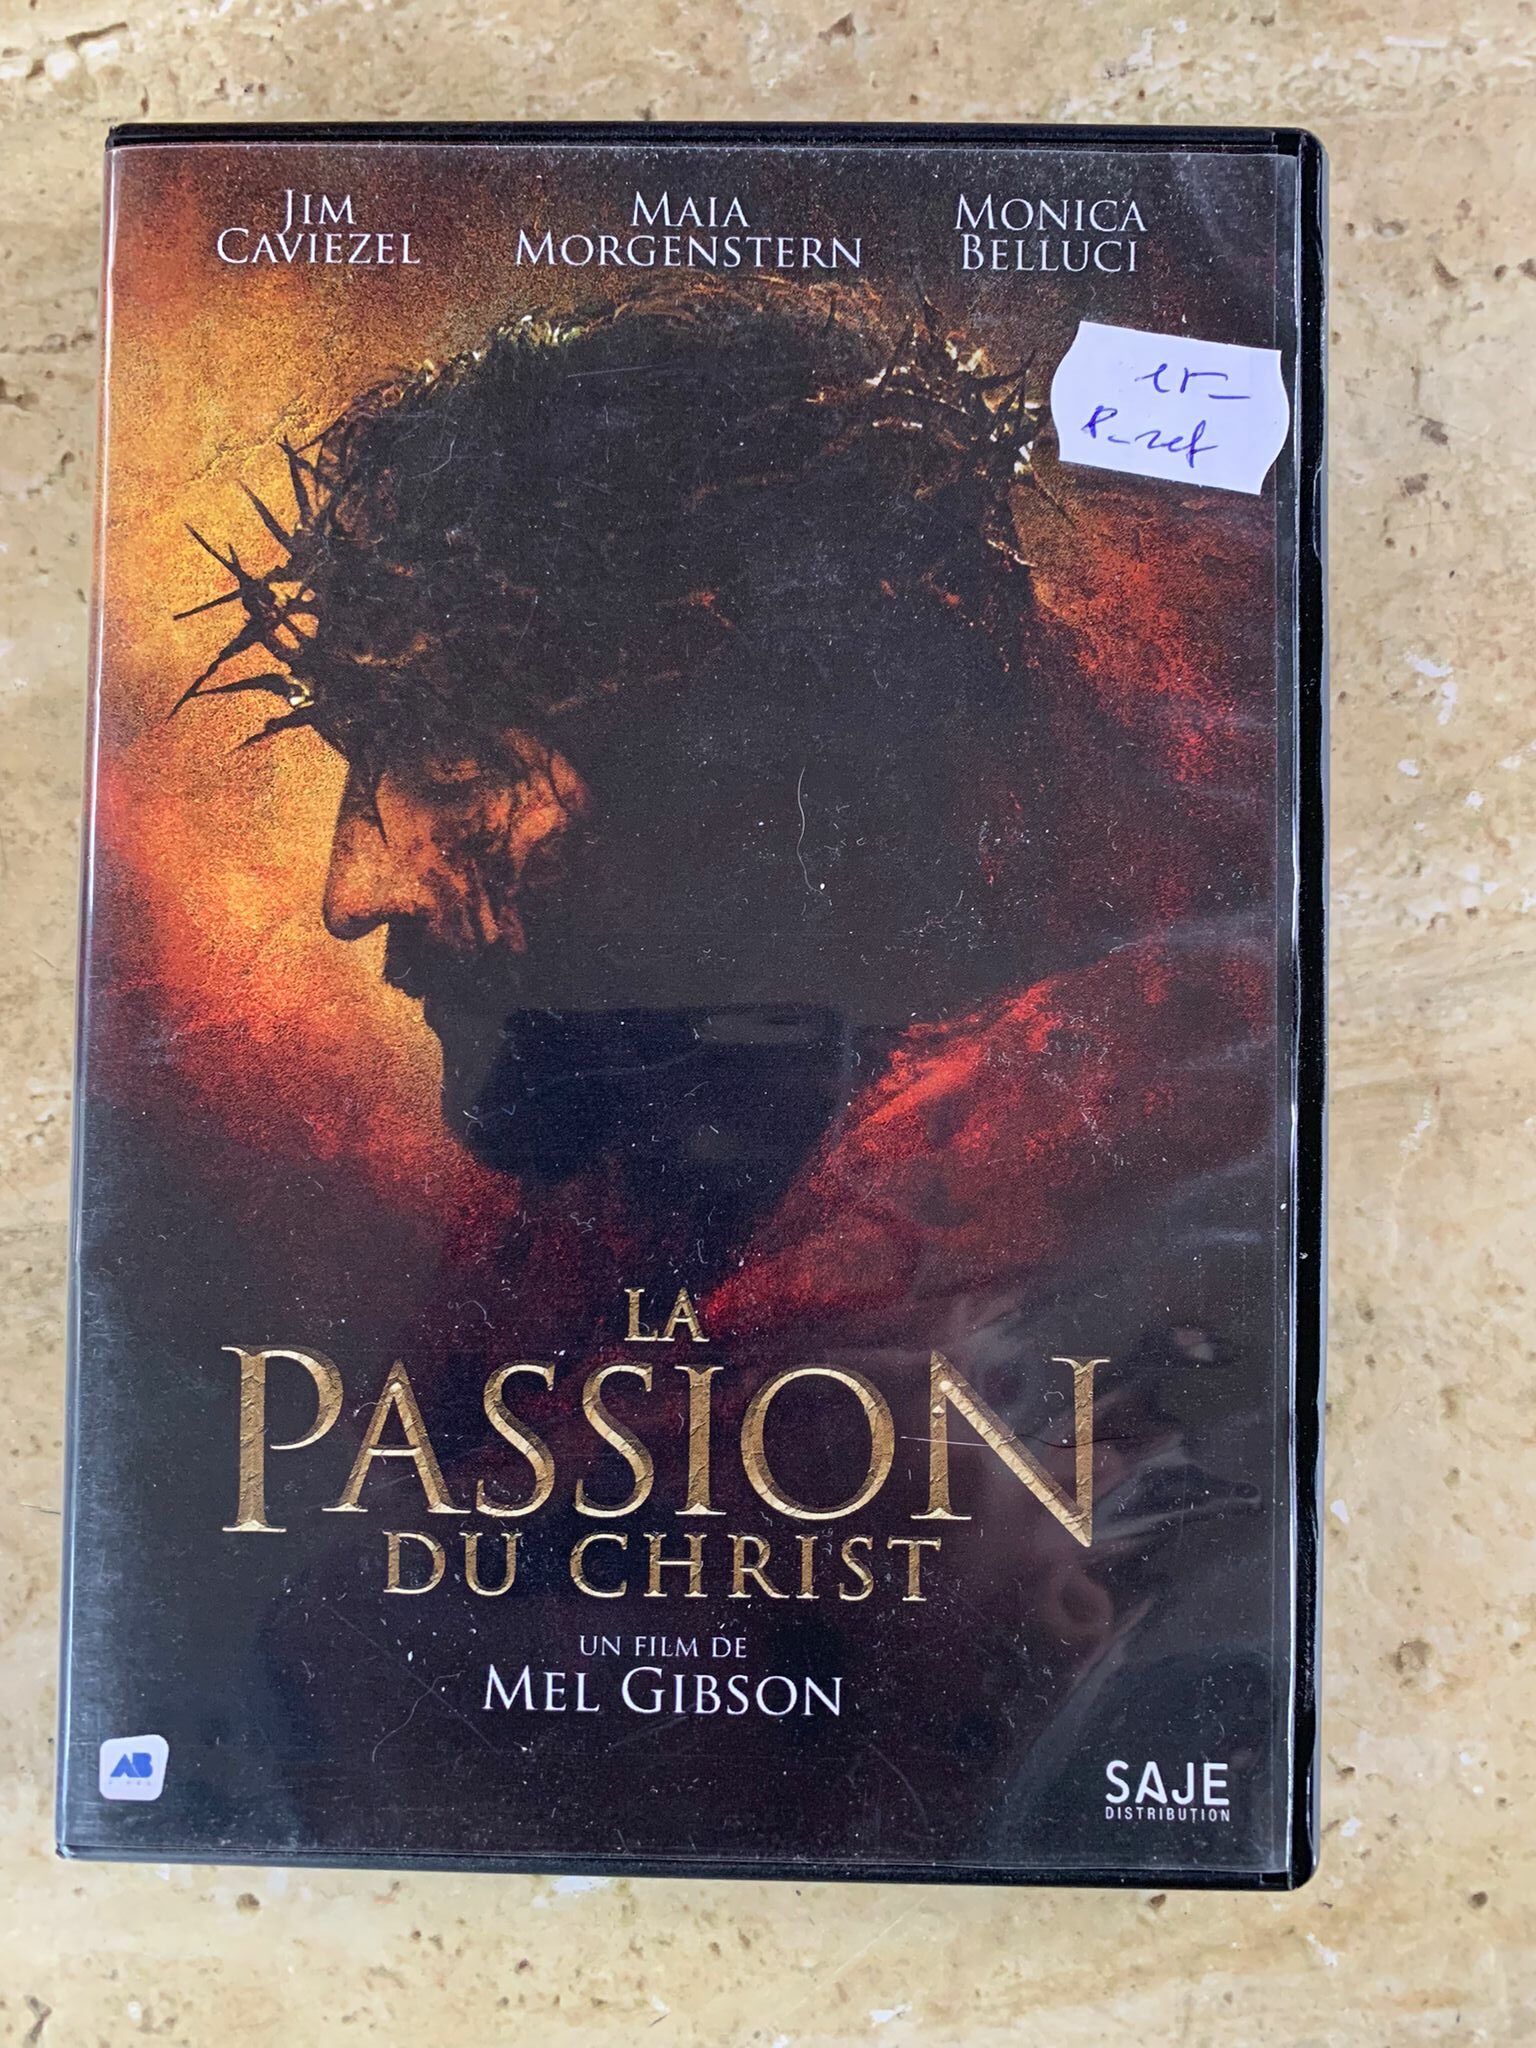 JIM
CAVIEZEL
MAIA
MORGENSTERN
MONICA
BELLUCI
LA
PASSION
DU CHRIST
UN FILM DE
MEL GIBSON
AB
SAJE
DISTRIBUTION